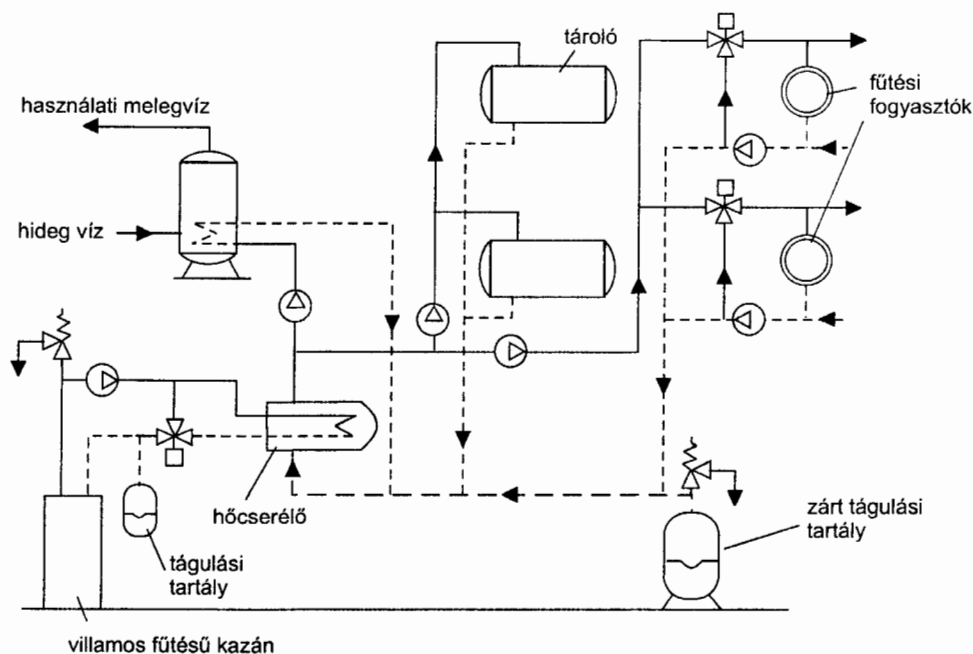 tároló
használati melegvíz
fűtési
fogyasztók
hideg víz
hőcserélő
tágulási
tartály
zárt tágulási
tartály
villamos fűtésű kazán